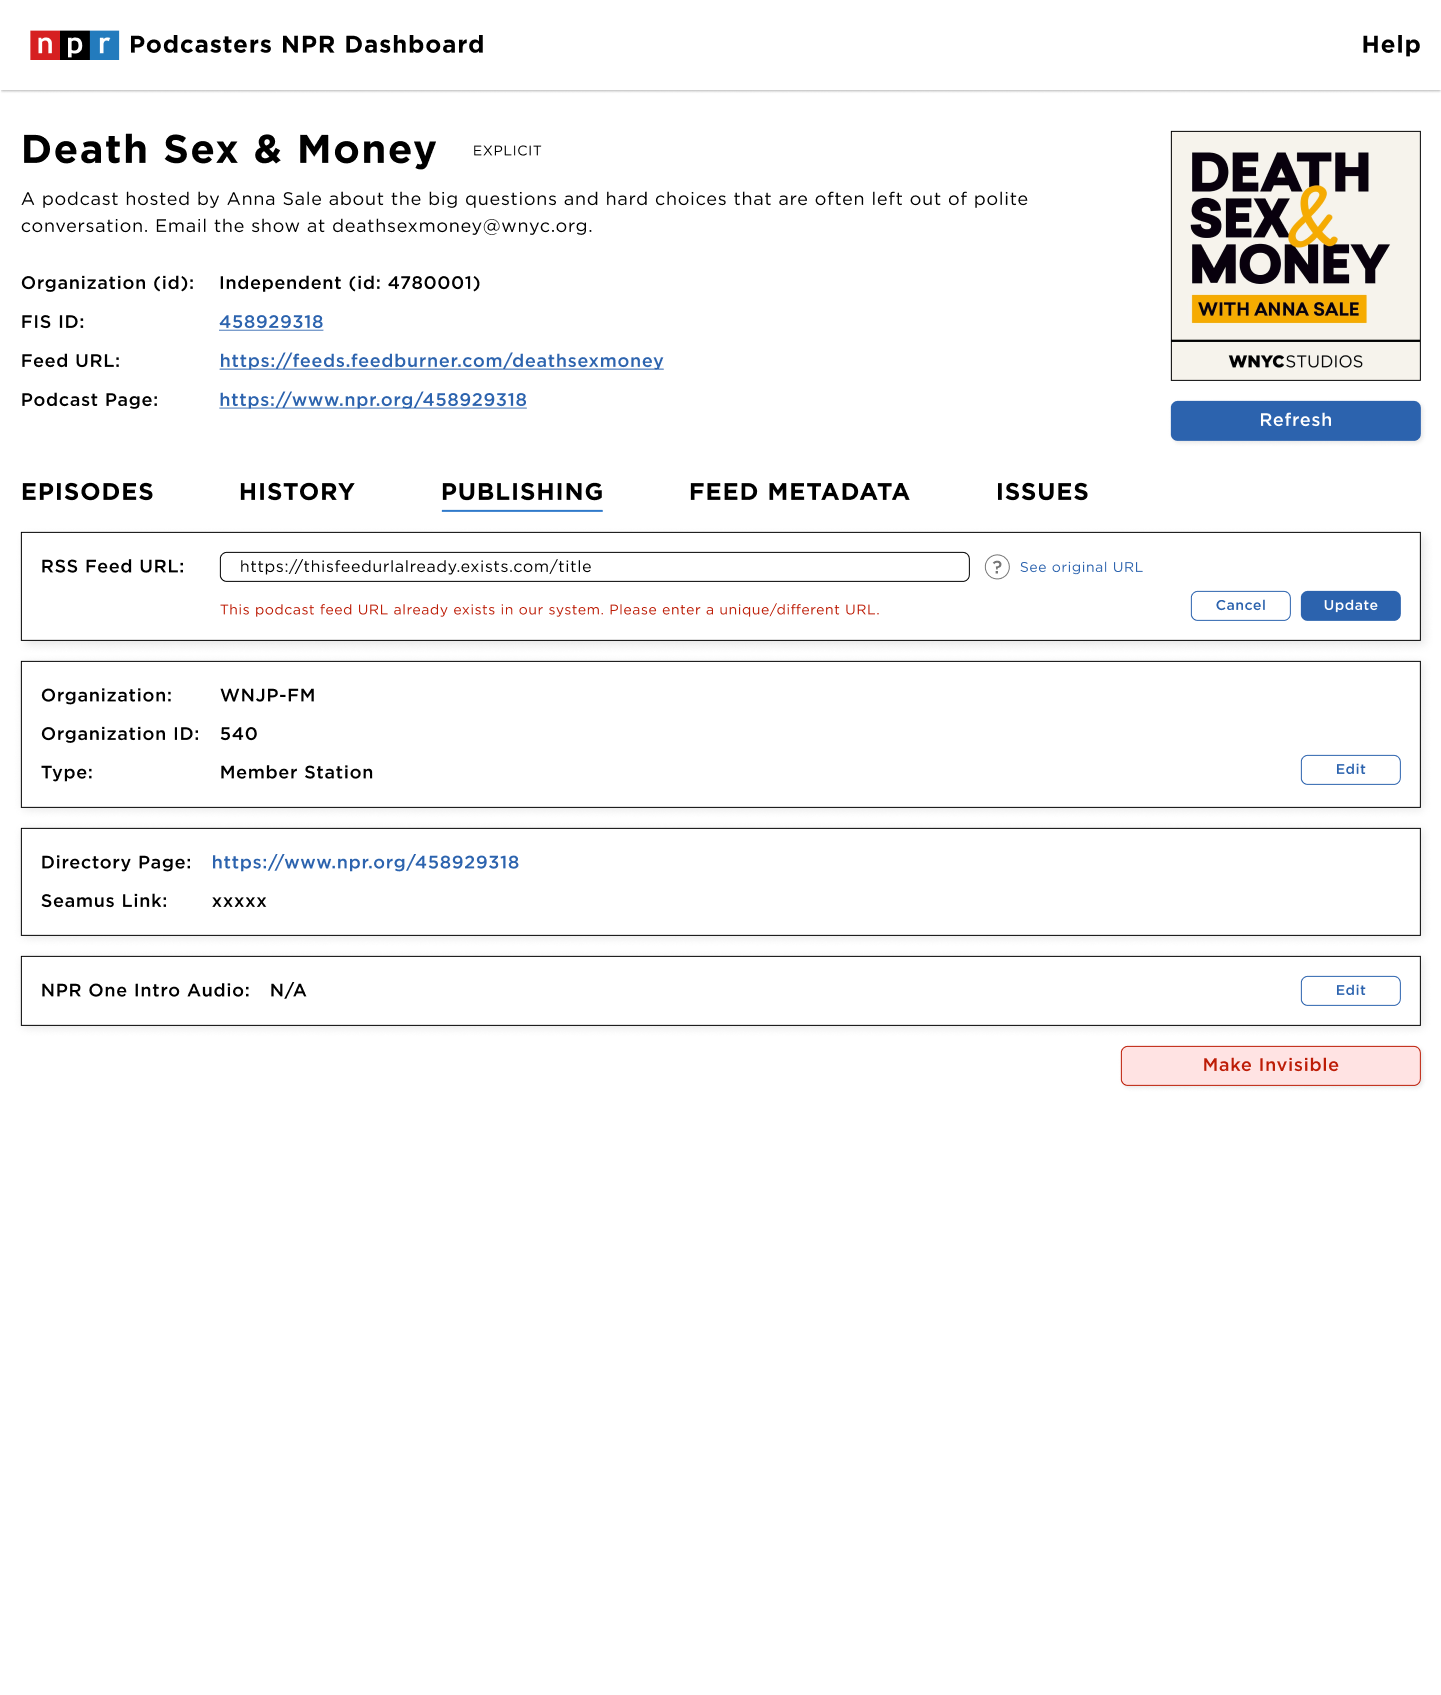 npr Podcasters NPR Dashboard Help
Death Sex & Money EXPLICIT
A podcast hosted by Anna Sale about the big questions and hard choices that are often left out of polite
conversation. Email the show at deathsexmoney@wnyc.org.
Organization (id): Independent (id: 4780001)
FIS ID: 458929318
Feed URL: https://feeds.feedburner.com/deathsexmoney
Podcast Page: https://www.npr.org/458929318
DEATH
SEX &
MONEY
WITH ANNA SALE
WNYCSTUDIOS
Refresh
EPISODES HISTORY PUBLISHING FEED METADATA ISSUES
RSS Feed URL: https://thisfeedurlalready.exists.com/title ? See original URL
This podcast feed URL already exists in our system. Please enter a unique/different URL.
Cancel Update
Organization: WNJP-FM
Organization ID: 540
Type: Member Station
Edit
Directory Page: https://www.npr.org/458929318
Seamus Link: xxxxx
NPR One Intro Audio: N/A Edit
Make Invisible